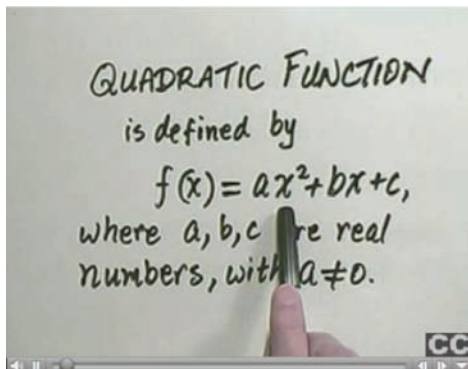 QUADRATIC FUNCTION
is defined by
f(x) = ax²+bx+c,
where a, b, c re real
numbers, with a≠0.
CC